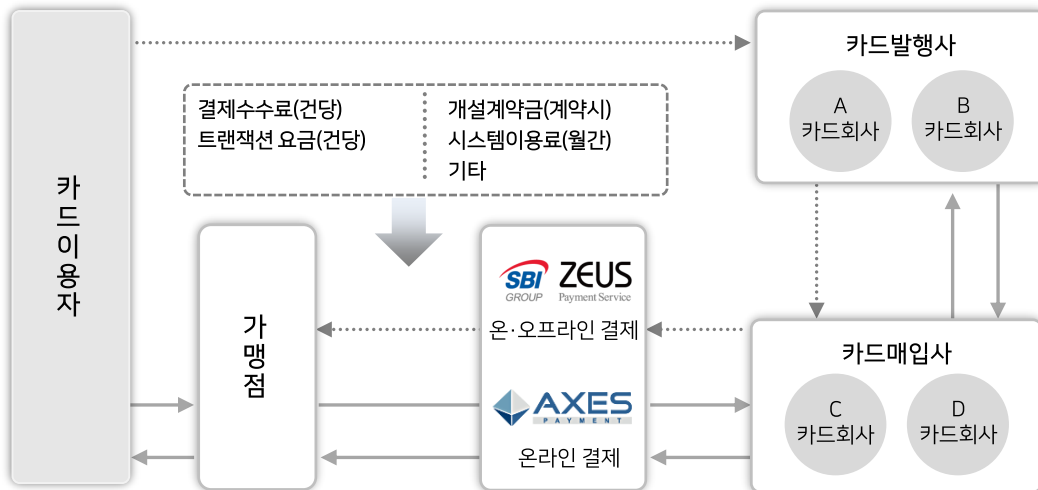 카드이용자
결제수수료(건당)
트랜잭션 요금(건당)
개설계약금(계약시)
시스템이용료(월간)
기타
카드발행사
A
카드회사
B
카드회사
가맹점
SBI
GROUP
ZEUS
Payment Service
온·오프라인 결제
AXES
PAYMENT
온라인 결제
카드매입사
C
카드회사
D
카드회사